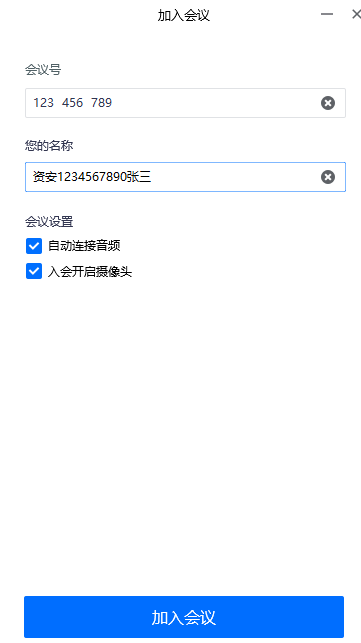 加入会议
会议号
123 456 789
您的名称
资安1234567890张三
会议设置
自动连接音频
入会开启摄像头
加入会议